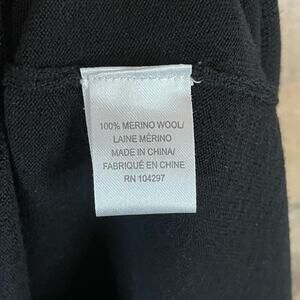 100% MERINO WOOL/
LAINE MÉRINO
MADE IN CHINA/
FABRIQUÉ EN CHINE
RN 104297